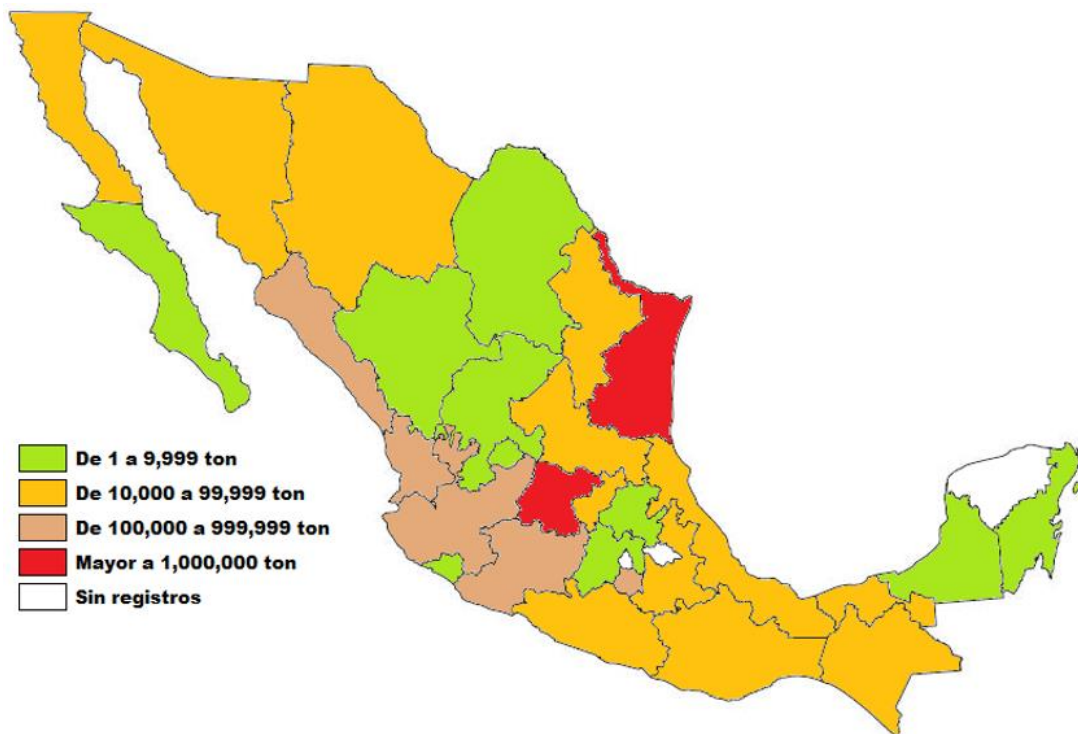 De 1 a 9,999 ton
De 10,000 a 99,999 ton
De 100,000 a 999,999 ton
Mayor a 1,000,000 ton
Sin registros